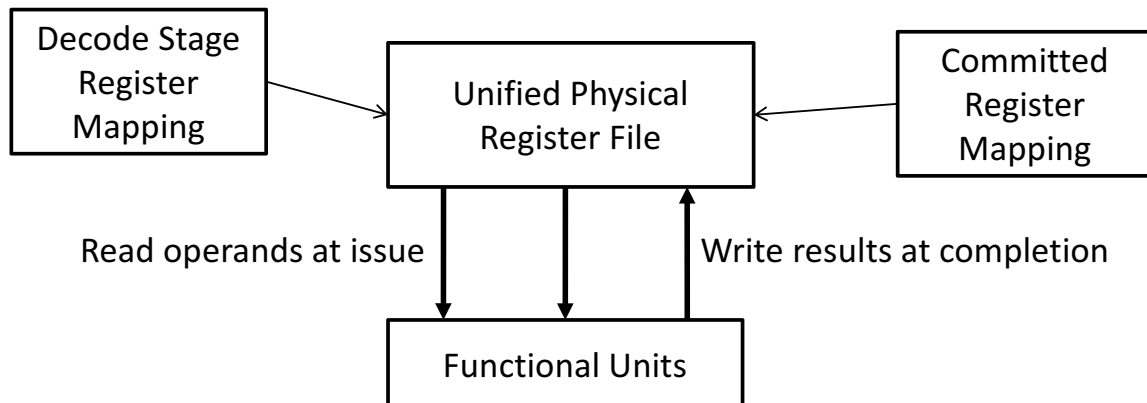 Decode Stage
Register
Mapping
Unified Physical
Register File
Committed
Register
Mapping
Read operands at issue
Write results at completion
Functional Units